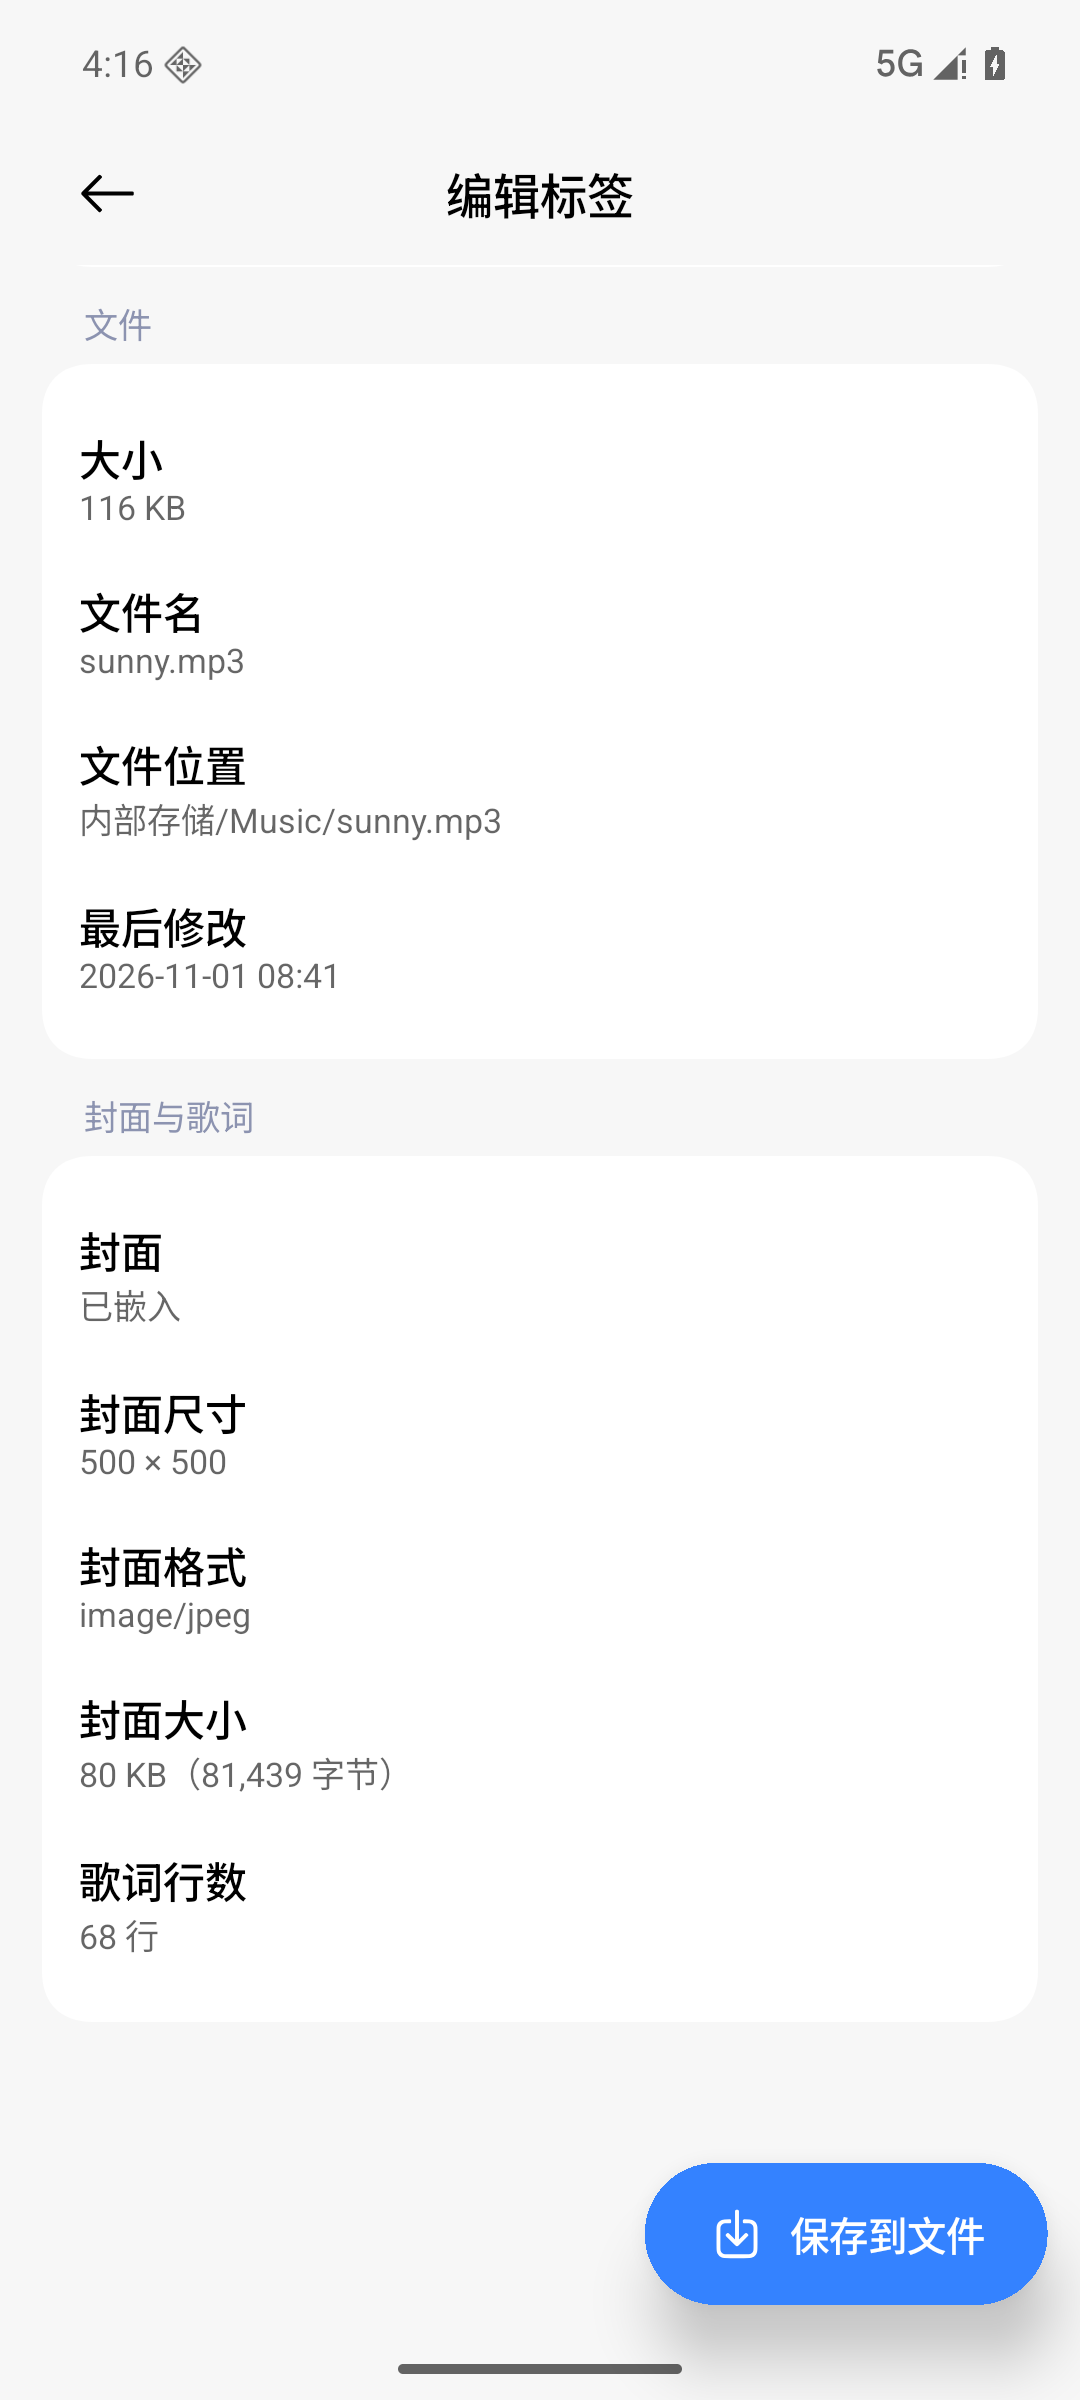 4:16
5G
编辑标签
文件
大小
116 KB
文件名
sunny.mp3
文件位置
内部存储/Music/sunny.mp3
最后修改
2026-11-01 08:41
封面与歌词
封面
已嵌入
封面尺寸
500 × 500
封面格式
image/jpeg
封面大小
80 KB（81,439 字节）
歌词行数
68 行
保存到文件